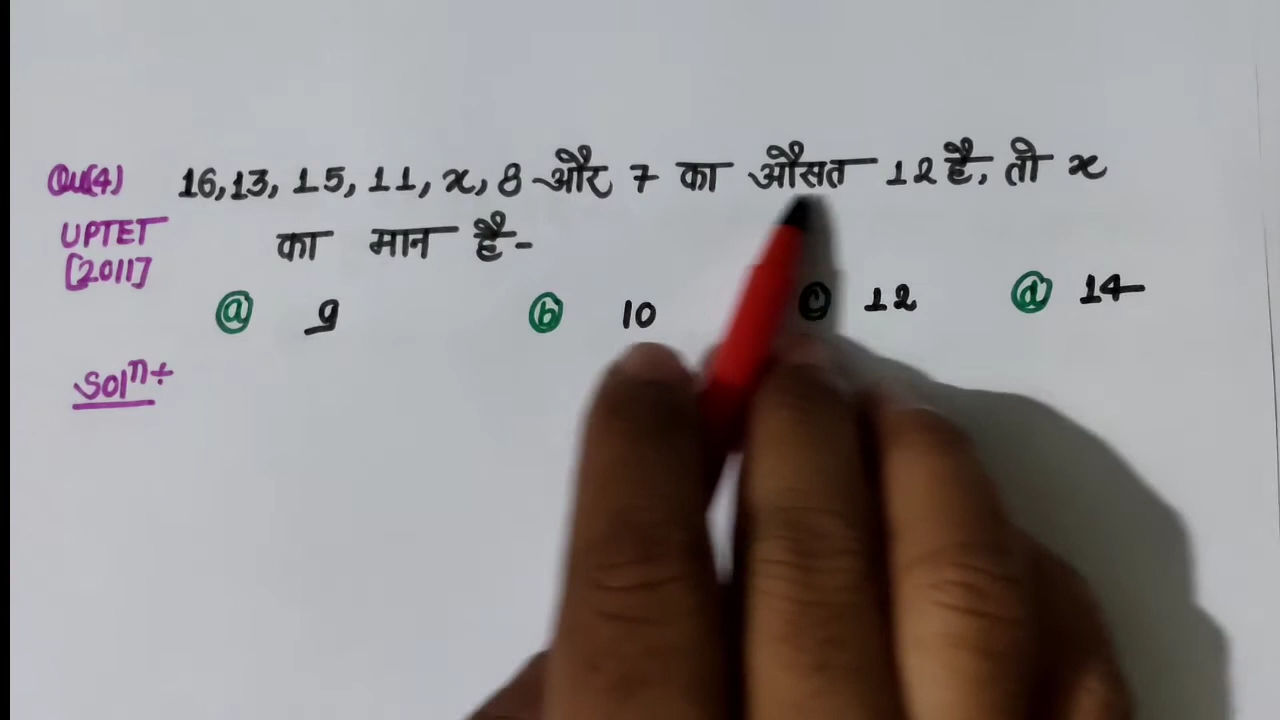 Qu(4) 16,13, 15, 11, x, 8 और 7 का औसत 12 है, तो x
UPTET का मान है-
[2011]
ⓐ 9 ⓑ 10 ⓒ 12 ⓓ 14
Solⁿ÷